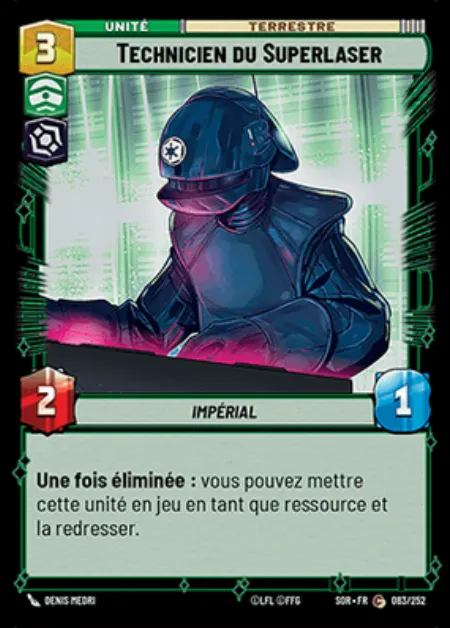 UNITÉ
TERRESTRE
3
TECHNICIEN DU SUPERLASER
2
IMPÉRIAL
1
Une fois éliminée : vous pouvez mettre
cette unité en jeu en tant que ressource et
la redresser.
DENIS MEDRI
©LFL ©FFG
SOR • FR
C
083/252